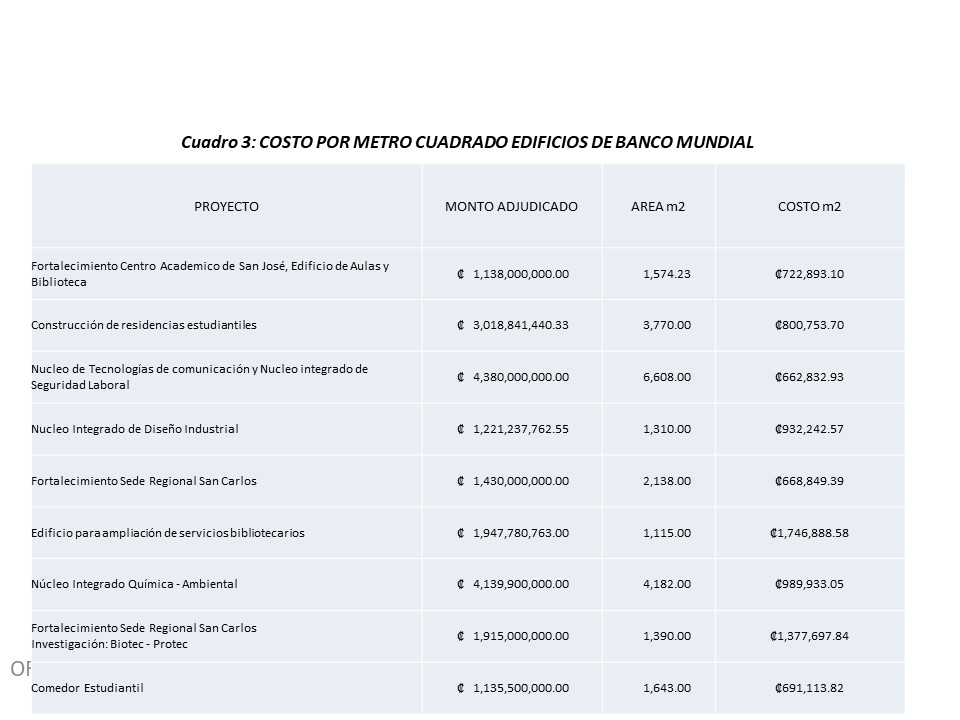 Cuadro 3: COSTO POR METRO CUADRADO EDIFICIOS DE BANCO MUNDIAL
PROYECTO MONTO ADJUDICADO AREA m2 COSTO m2
Fortalecimiento Centro Academico de San José, Edificio de Aulas y
Biblioteca
₡ 1,138,000,000.00 1,574.23 ₡722,893.10
Construcción de residencias estudiantiles ₡ 3,018,841,440.33 3,770.00 ₡800,753.70
Nucleo de Tecnologías de comunicación y Nucleo integrado de
Seguridad Laboral
₡ 4,380,000,000.00 6,608.00 ₡662,832.93
Nucleo Integrado de Diseño Industrial ₡ 1,221,237,762.55 1,310.00 ₡932,242.57
Fortalecimiento Sede Regional San Carlos ₡ 1,430,000,000.00 2,138.00 ₡668,849.39
Edificio para ampliación de servicios bibliotecarios ₡ 1,947,780,763.00 1,115.00 ₡1,746,888.58
Núcleo Integrado Química - Ambiental ₡ 4,139,900,000.00 4,182.00 ₡989,933.05
Fortalecimiento Sede Regional San Carlos
Investigación: Biotec - Protec
₡ 1,915,000,000.00 1,390.00 ₡1,377,697.84
Comedor Estudiantil ₡ 1,135,500,000.00 1,643.00 ₡691,113.82